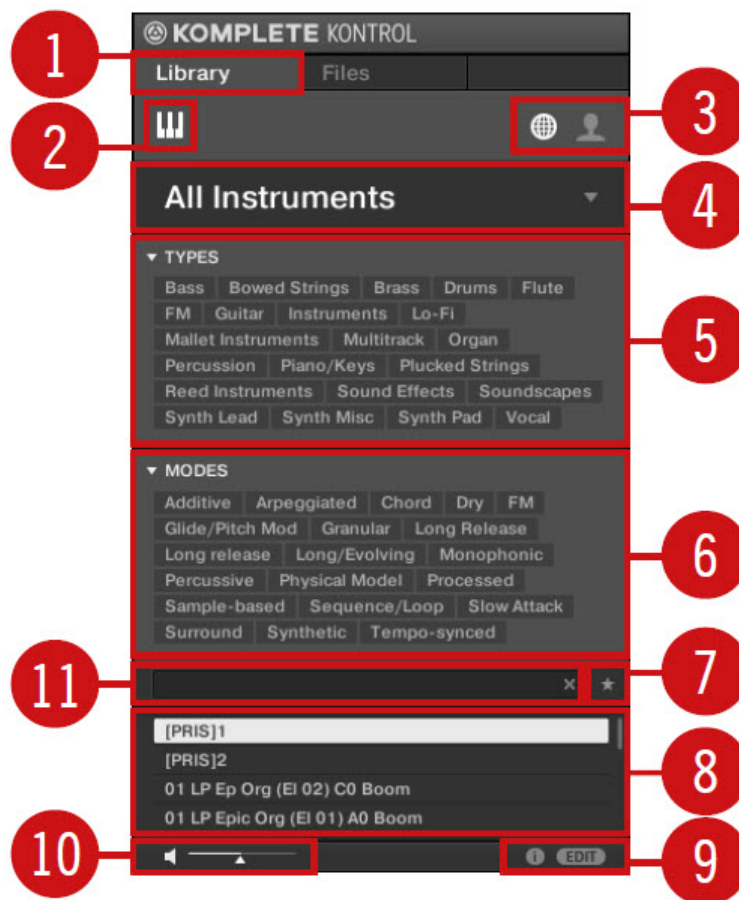 KOMPLETE KONTROL
1
Library Files
2
3
All Instruments
4
TYPES
Bass Bowed Strings Brass Drums Flute
FM Guitar Instruments Lo-Fi
Mallet Instruments Multitrack Organ
5
Percussion Piano/Keys Plucked Strings
Reed Instruments Sound Effects Soundscapes
Synth Lead Synth Misc Synth Pad Vocal
MODES
Additive Arpeggiated Chord Dry FM
Glide/Pitch Mod Granular Long Release
Long release Long/Evolving Monophonic
6
Percussive Physical Model Processed
Sample-based Sequence/Loop Slow Attack
Surround Synthetic Tempo-synced
7
11
[PRIS]1
[PRIS]2
8
01 LP Ep Org (El 02) C0 Boom
01 LP Epic Org (El 01) A0 Boom
10
i EDIT
9